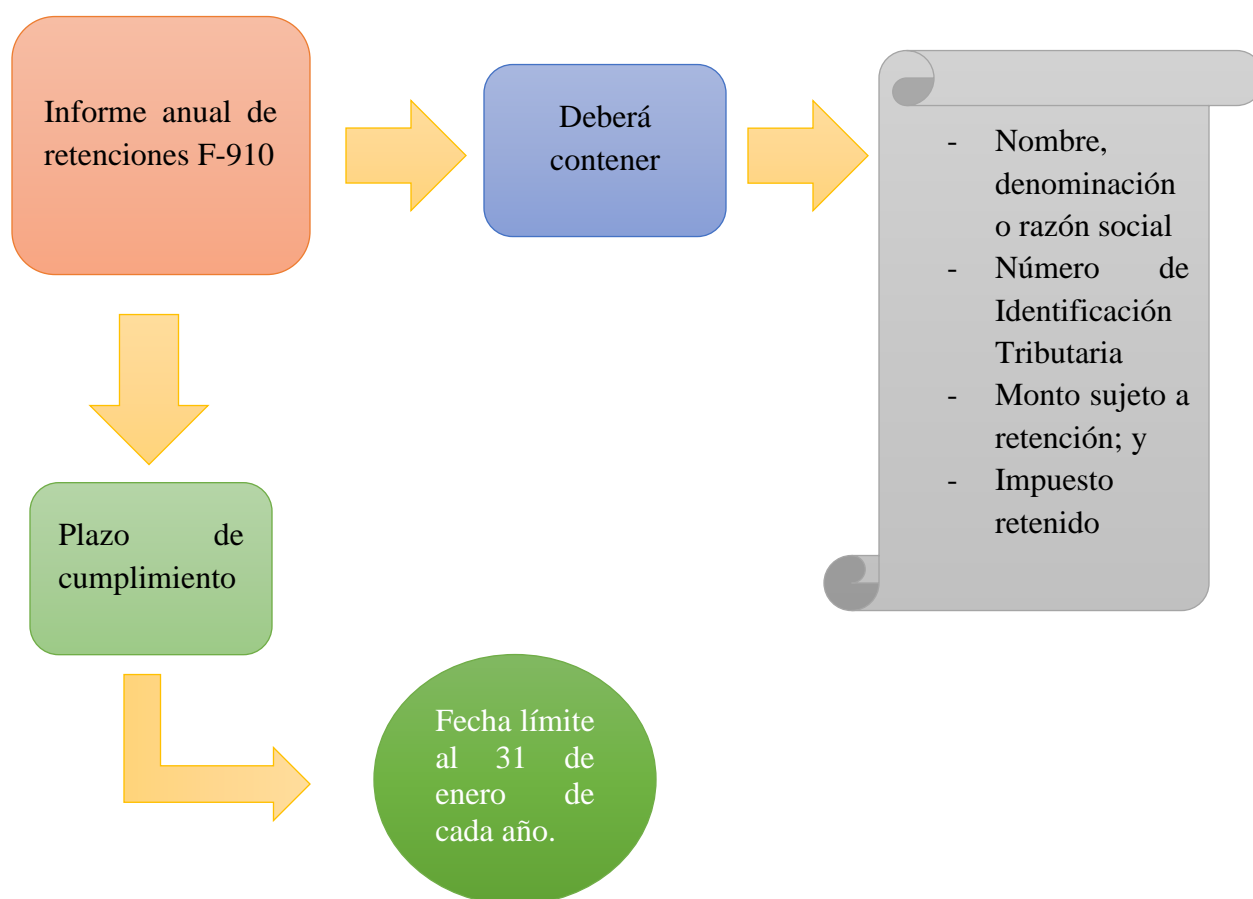 Informe anual de
retenciones F-910
Deberá
contener
- Nombre,
denominación
o razón social
- Número de
Identificación
Tributaria
- Monto sujeto a
retención; y
- Impuesto
retenido
Plazo de
cumplimiento
Fecha límite
al 31 de
enero de
cada año.